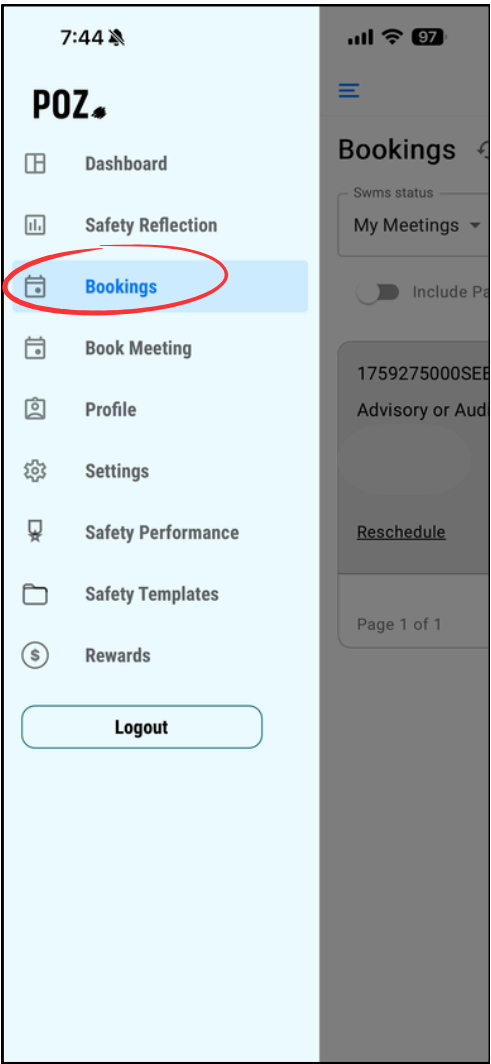 7:44
97
POZ
Dashboard
Safety Reflection
Bookings
Book Meeting
Profile
Settings
Safety Performance
Safety Templates
$
Rewards
Logout
Bookings
Swms status
My Meetings
Include Pa
1759275000SEE
Advisory or Aud
Reschedule
Page 1 of 1